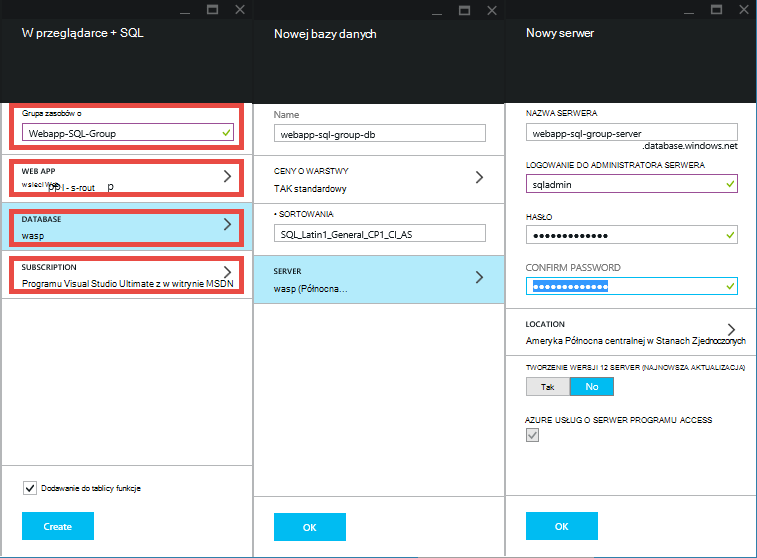 W przeglądarce + SQL
Grupa zasobów o
Webapp-SQL-Group
WEB APP
w sieci Web
pp l - s-rout p
DATABASE
wasp
SUBSCRIPTION
Programu Visual Studio Ultimate z w witrynie MSDN
Dodawanie do tablicy funkcje
Create
Nowej bazy danych
Name
webapp-sql-group-db
CENY O WARSTWY
TAK standardowy
• SORTOWANIA
SQL_Latin1_General_CP1_CI_AS
SERVER
wasp (Północna...
OK
Nowy serwer
NAZWA SERWERA
webapp-sql-group-server
.database.windows.net
LOGOWANIE DO ADMINISTRATORA SERWERA
sqladmin
HASŁO
•••••••••••••
CONFIRM PASSWORD
•••••••••••••
LOCATION
Ameryka Północna centralnej w Stanach Zjednoczonych
TWORZENIE WERSJI 12 SERVER (NAJNOWSZA AKTUALIZACJA)
Tak No
AZURE USŁUG O SERWER PROGRAMU ACCESS
OK